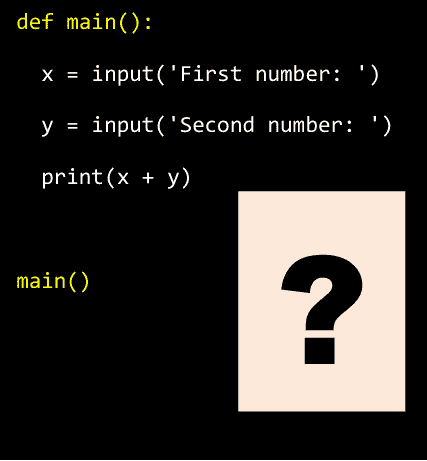 def main():
x = input('First number: ')
y = input('Second number: ')
print(x + y)
main()
?